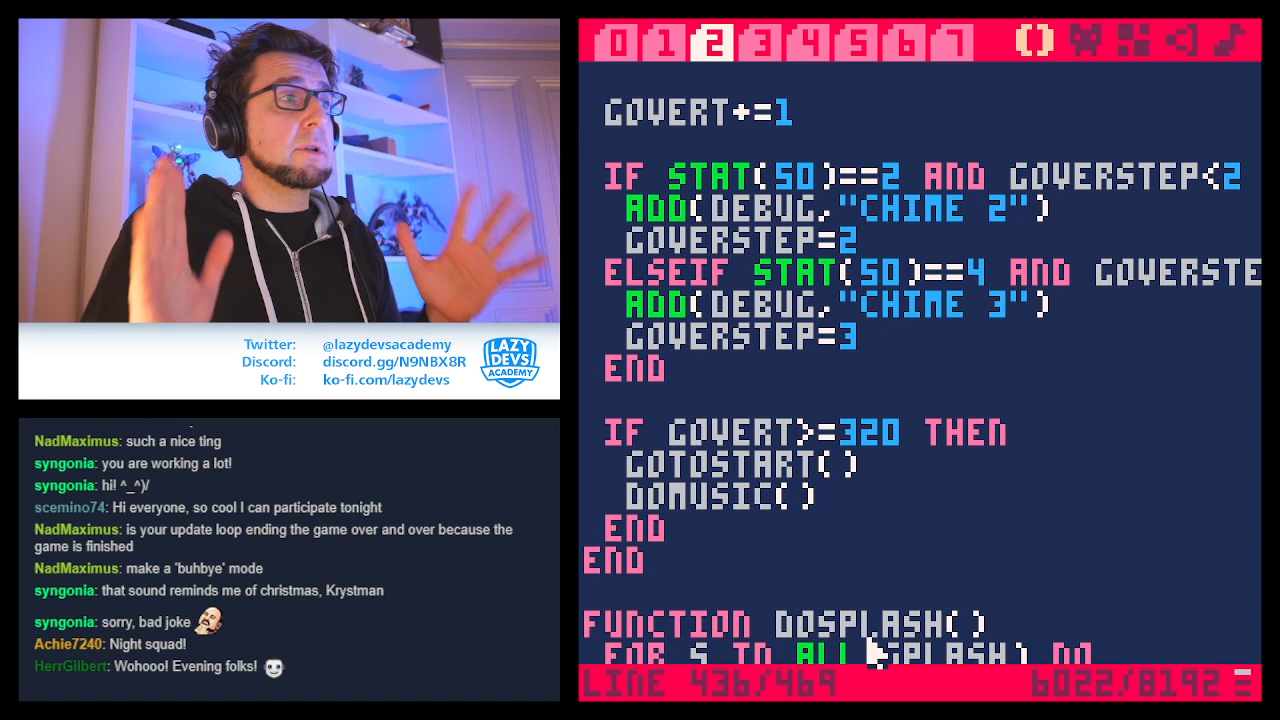 Twitter: @lazydevsacademy
Discord: discord.gg/N9NBX8R
Ko-fi: ko-fi.com/lazydevs
LAZY
DEVS
ACADEMY
NadMaximus: such a nice ting
syngonia: you are working a lot!
syngonia: hi! ^_^)/
scemino74: Hi everyone, so cool I can participate tonight
NadMaximus: is your update loop ending the game over and over because the
game is finished
NadMaximus: make a 'buhbye' mode
syngonia: that sound reminds me of christmas, Krystman
syngonia: sorry, bad joke
Achie7240: Night squad!
HerrGilbert: Wohooo! Evening folks!
0 1 2 3 4 5 6 7 ()
GOVERT+=1
IF STAT(50)==2 AND GOVERSTEP<2
ADD(DEBUG,"CHIME 2")
GOVERSTEP=2
ELSEIF STAT(50)==4 AND GOVERSTE
ADD(DEBUG,"CHIME 3")
GOVERSTEP=3
END
IF GOVERT>=320 THEN
GOTOSTART()
DOMUSIC()
END
END
FUNCTION DOSPLASH()
FOR S IN ALL(SPLASH) DO
LINE 436/469 6022/8192